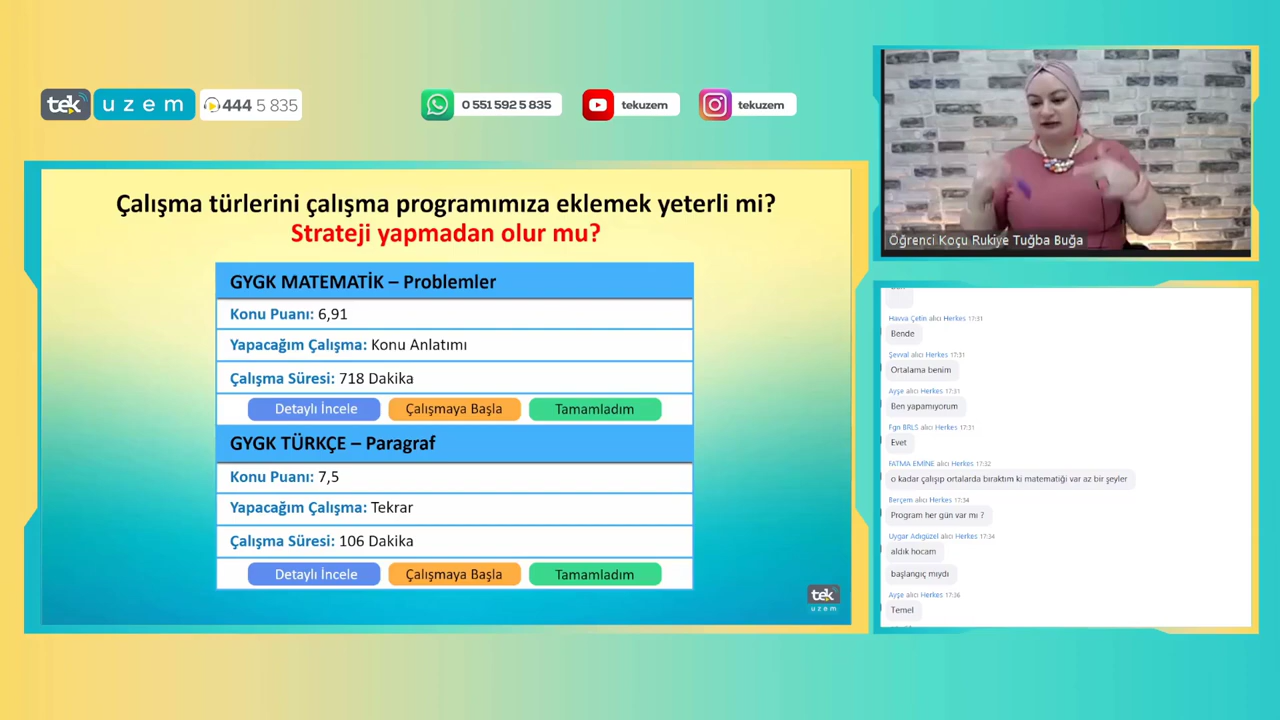 tek uzem 444 5 835
0 551 592 5 835
tekuzem
tekuzem
Çalışma türlerini çalışma programımıza eklemek yeterli mi?
Strateji yapmadan olur mu?
GYGK MATEMATİK – Problemler
Konu Puanı: 6,91
Yapacağım Çalışma: Konu Anlatımı
Çalışma Süresi: 718 Dakika
Detaylı İncele Çalışmaya Başla Tamamladım
GYGK TÜRKÇE – Paragraf
Konu Puanı: 7,5
Yapacağım Çalışma: Tekrar
Çalışma Süresi: 106 Dakika
Detaylı İncele Çalışmaya Başla Tamamladım
tek
uzem
Öğrenci Koçu Rukiye Tuğba Buğa
Havva Çetin alıcı Herkes 17:31
Bende
Şevval alıcı Herkes 17:31
Ortalama benim
Ayşe alıcı Herkes 17:31
Ben yapamıyorum
Fgn BRLS alıcı Herkes 17:31
Evet
FATMA EMİNE alıcı Herkes 17:32
o kadar çalışıp ortalarda bıraktım ki matematiği var az bir şeyler
Berçem alıcı Herkes 17:34
Program her gün var mı ?
Uygar Adıgüzel alıcı Herkes 17:34
aldık hocam
başlangıç mıydı
Ayşe alıcı Herkes 17:36
Temel